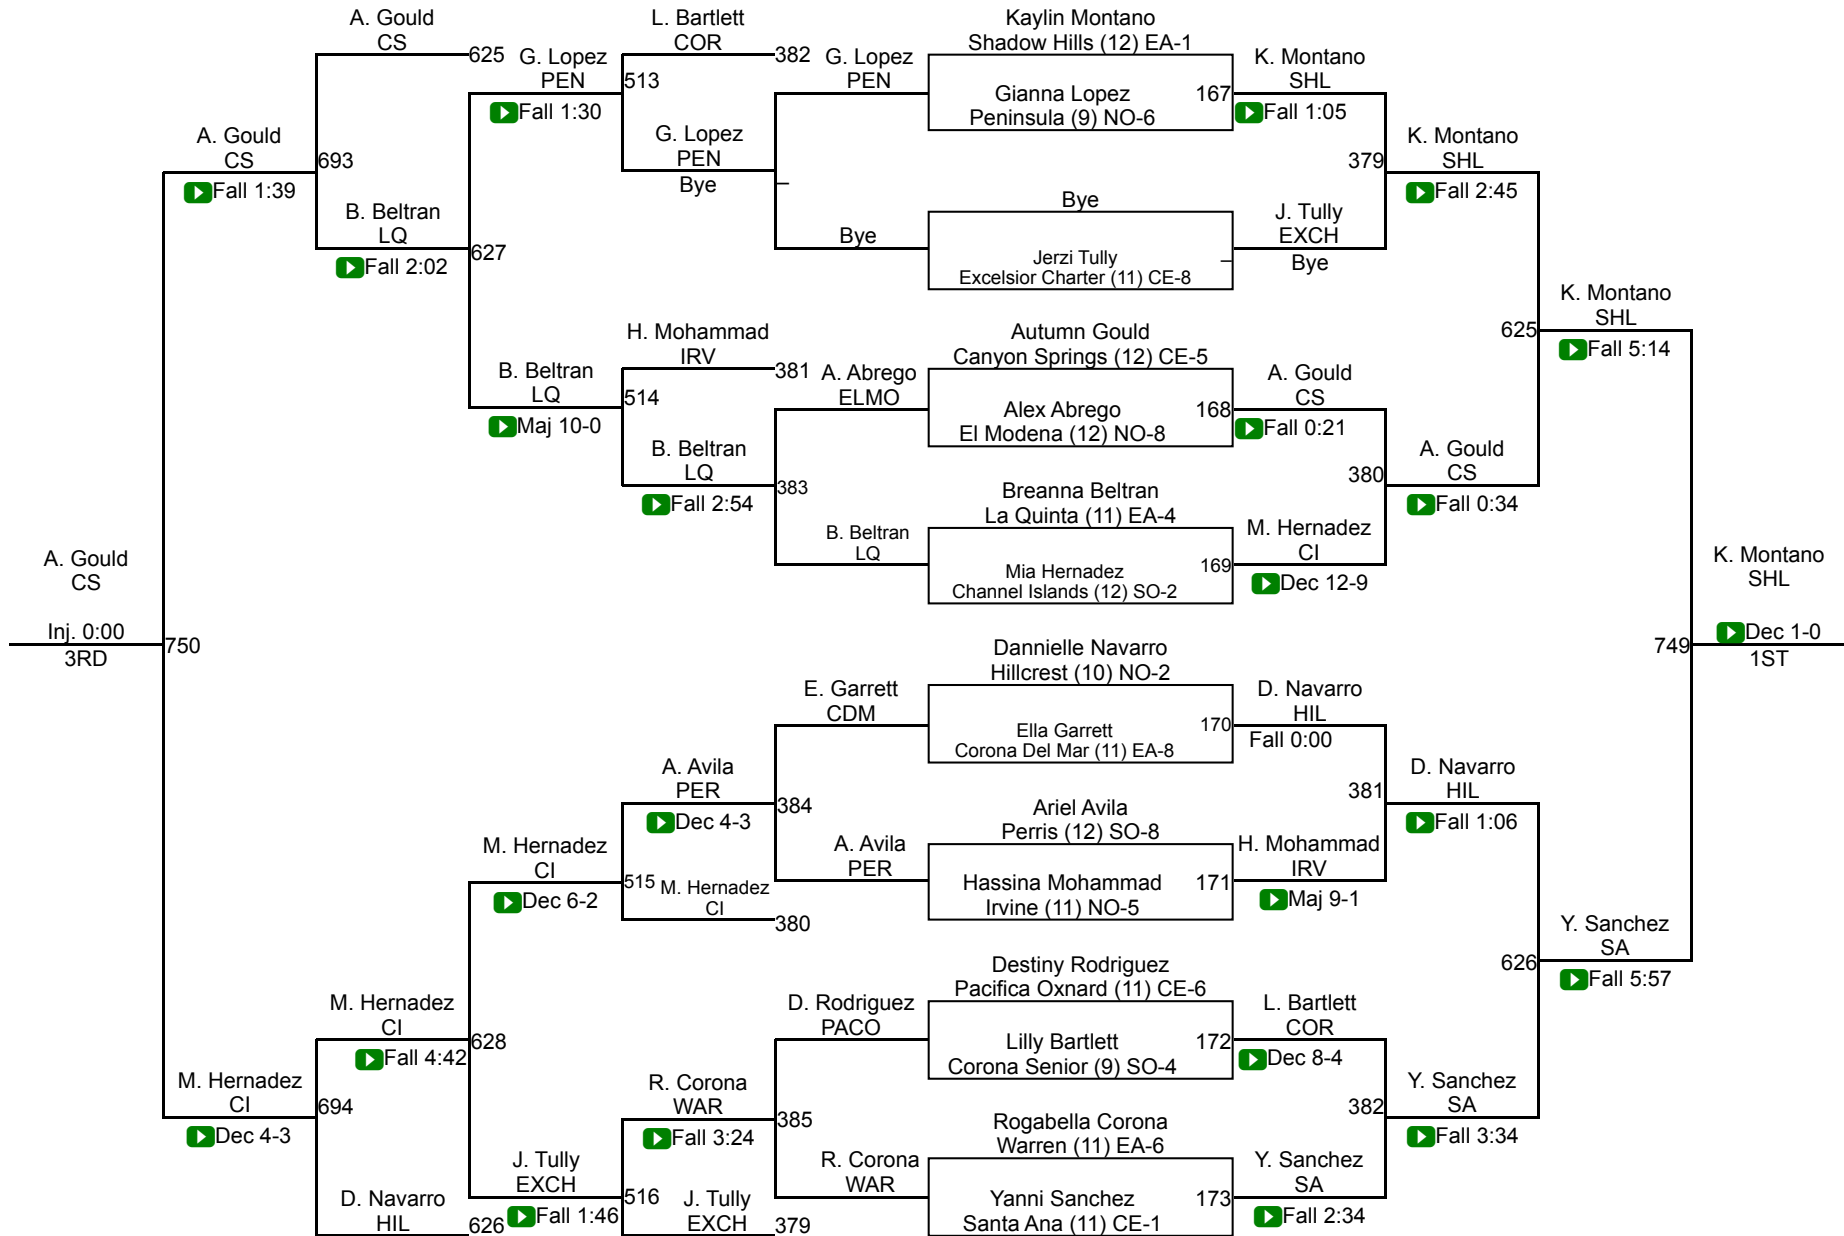 A. Gould
CS
625
A. Gould
CS
Fall 1:39
693
B. Beltran
LQ
Fall 2:02
G. Lopez
PEN
Fall 1:30
627
B. Beltran
LQ
Maj 10-0
L. Bartlett
COR
382
513
G. Lopez
PEN
Bye
H. Mohammad
IRV
381
514
B. Beltran
LQ
Fall 2:54
G. Lopez
PEN
–
Bye
A. Abrego
ELMO
383
B. Beltran
LQ
Kaylin Montano
Shadow Hills (12) EA-1
Gianna Lopez
Peninsula (9) NO-6
167
Bye
Jerzi Tully
Excelsior Charter (11) CE-8
–
Autumn Gould
Canyon Springs (12) CE-5
Alex Abrego
El Modena (12) NO-8
168
Breanna Beltran
La Quinta (11) EA-4
Mia Hernadez
Channel Islands (12) SO-2
169
K. Montano
SHL
Fall 1:05
379
J. Tully
EXCH
Bye
A. Gould
CS
Fall 0:21
380
M. Hernadez
CI
Dec 12-9
K. Montano
SHL
Fall 2:45
625
A. Gould
CS
Fall 0:34
K. Montano
SHL
Fall 5:14
A. Gould
CS
Inj. 0:00
3RD
750
K. Montano
SHL
749
Dec 1-0
1ST
M. Hernadez
CI
Dec 4-3
M. Hernadez
CI
Fall 4:42
694
D. Navarro
HIL
626
M. Hernadez
CI
Dec 6-2
628
J. Tully
EXCH
Fall 1:46
A. Avila
PER
Dec 4-3
515
M. Hernadez
CI
380
R. Corona
WAR
Fall 3:24
516
J. Tully
EXCH
379
E. Garrett
CDM
384
A. Avila
PER
D. Rodriguez
PACO
385
R. Corona
WAR
Dannielle Navarro
Hillcrest (10) NO-2
Ella Garrett
Corona Del Mar (11) EA-8
170
Ariel Avila
Perris (12) SO-8
Hassina Mohammad
Irvine (11) NO-5
171
Destiny Rodriguez
Pacifica Oxnard (11) CE-6
Lilly Bartlett
Corona Senior (9) SO-4
172
Rogabella Corona
Warren (11) EA-6
Yanni Sanchez
Santa Ana (11) CE-1
173
D. Navarro
HIL
Fall 0:00
381
H. Mohammad
IRV
Maj 9-1
L. Bartlett
COR
Dec 8-4
382
Y. Sanchez
SA
Fall 2:34
D. Navarro
HIL
Fall 1:06
626
Y. Sanchez
SA
Fall 3:34
Y. Sanchez
SA
Fall 5:57